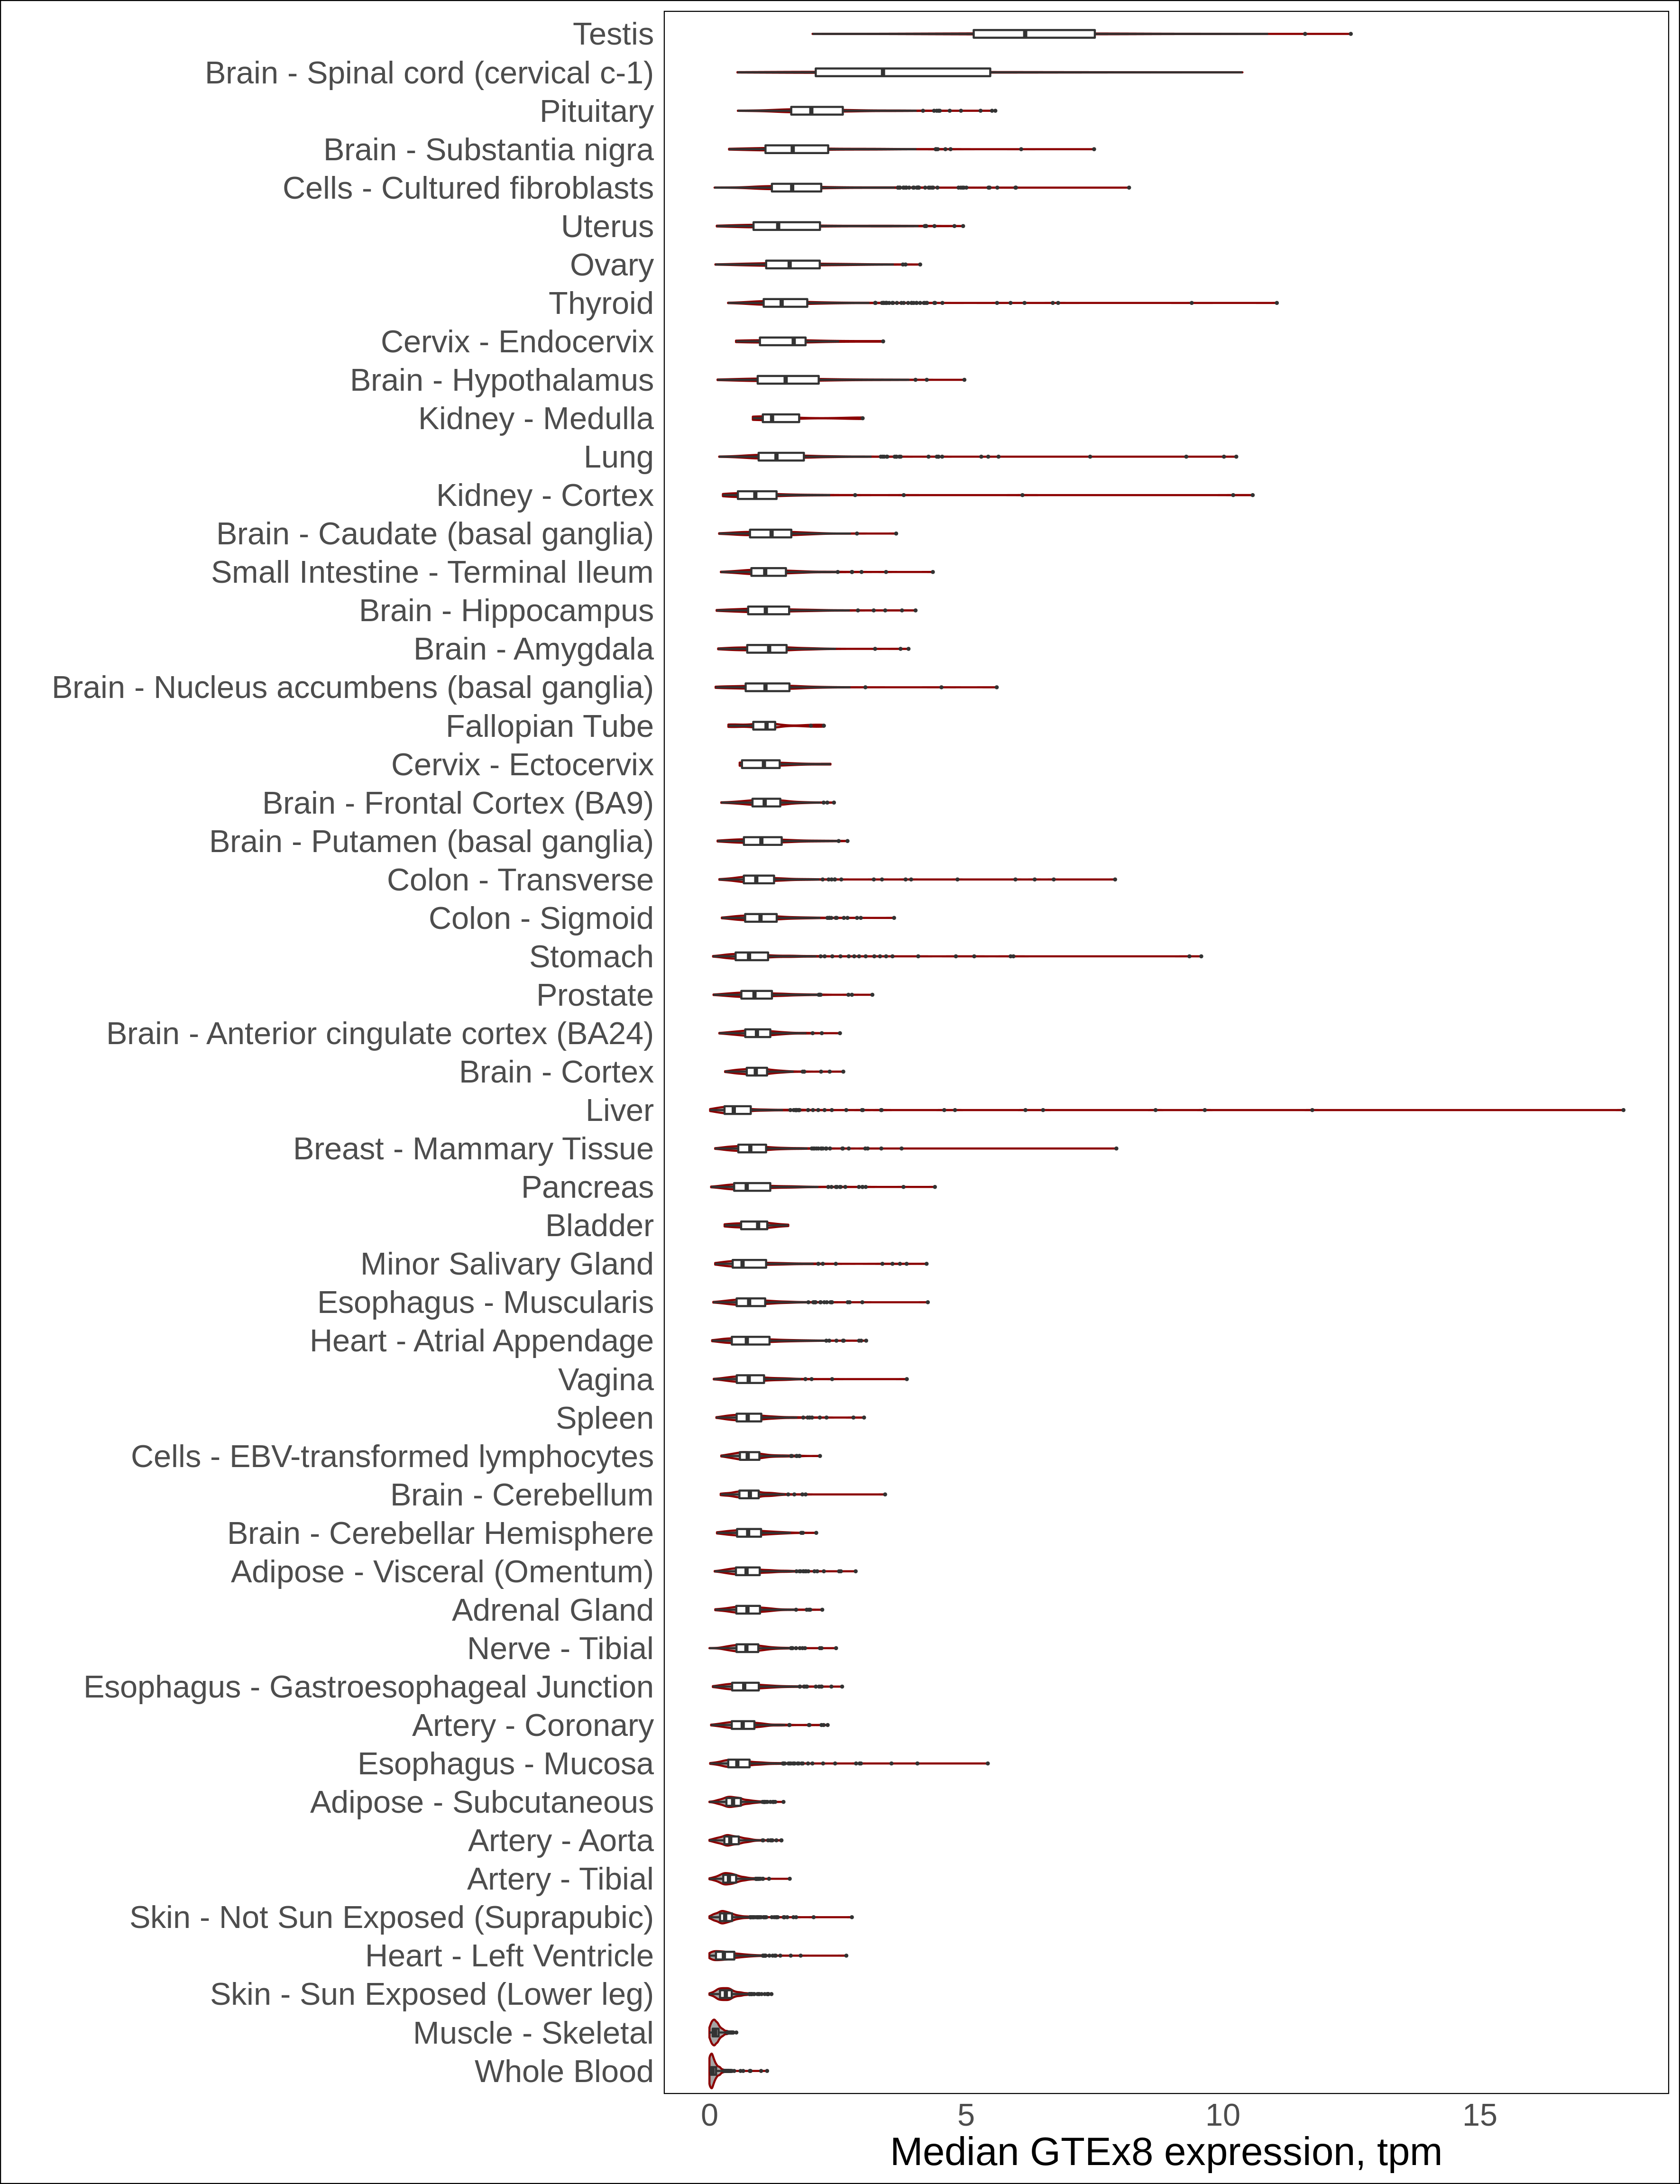 Testis
Brain - Spinal cord (cervical c-1)
Pituitary
Brain - Substantia nigra
Cells - Cultured fibroblasts
Uterus
Ovary
Thyroid
Cervix - Endocervix
Brain - Hypothalamus
Kidney - Medulla
Lung
Kidney - Cortex
Brain - Caudate (basal ganglia)
Small Intestine - Terminal Ileum
Brain - Hippocampus
Brain - Amygdala
Brain - Nucleus accumbens (basal ganglia)
Fallopian Tube
Cervix - Ectocervix
Brain - Frontal Cortex (BA9)
Brain - Putamen (basal ganglia)
Colon - Transverse
Colon - Sigmoid
Stomach
Prostate
Brain - Anterior cingulate cortex (BA24)
Brain - Cortex
Liver
Breast - Mammary Tissue
Pancreas
Bladder
Minor Salivary Gland
Esophagus - Muscularis
Heart - Atrial Appendage
Vagina
Spleen
Cells - EBV-transformed lymphocytes
Brain - Cerebellum
Brain - Cerebellar Hemisphere
Adipose - Visceral (Omentum)
Adrenal Gland
Nerve - Tibial
Esophagus - Gastroesophageal Junction
Artery - Coronary
Esophagus - Mucosa
Adipose - Subcutaneous
Artery - Aorta
Artery - Tibial
Skin - Not Sun Exposed (Suprapubic)
Heart - Left Ventricle
Skin - Sun Exposed (Lower leg)
Muscle - Skeletal
Whole Blood
0 5 10 15
Median GTEx8 expression, tpm